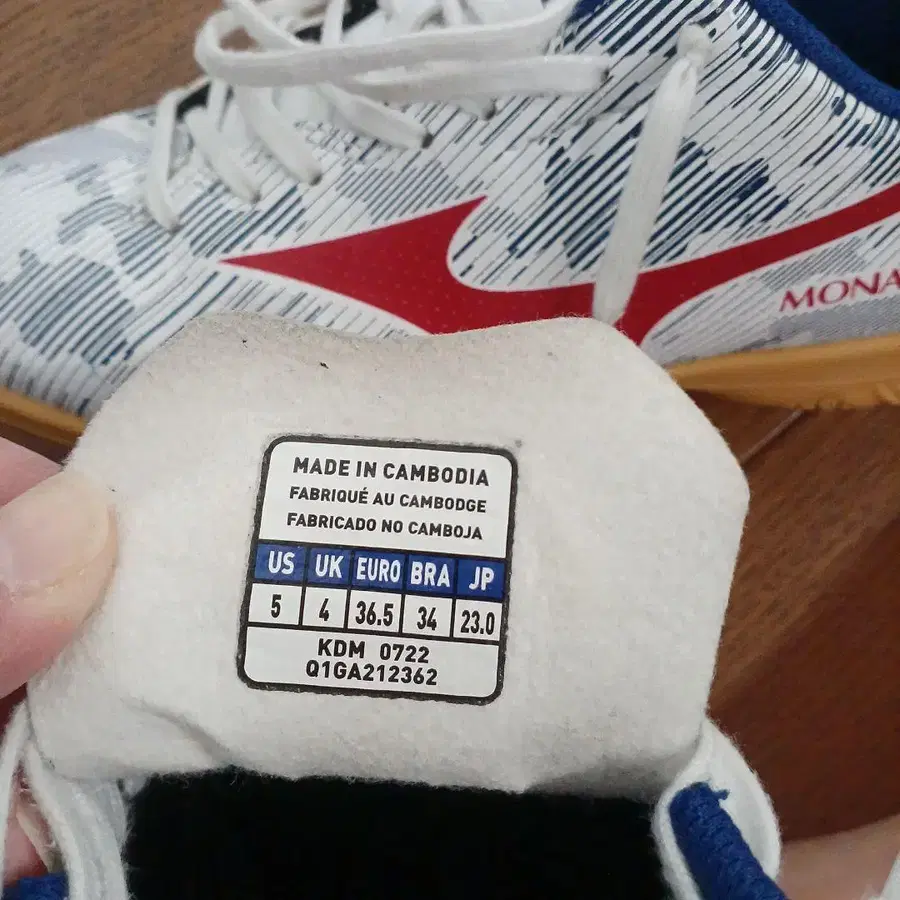 MONA
MADE IN CAMBODIA
FABRIQUÉ AU CAMBODGE
FABRICADO NO CAMBOJA
US UK EURO BRA JP
5 4 36.5 34 23.0
KDM 0722
Q1GA212362